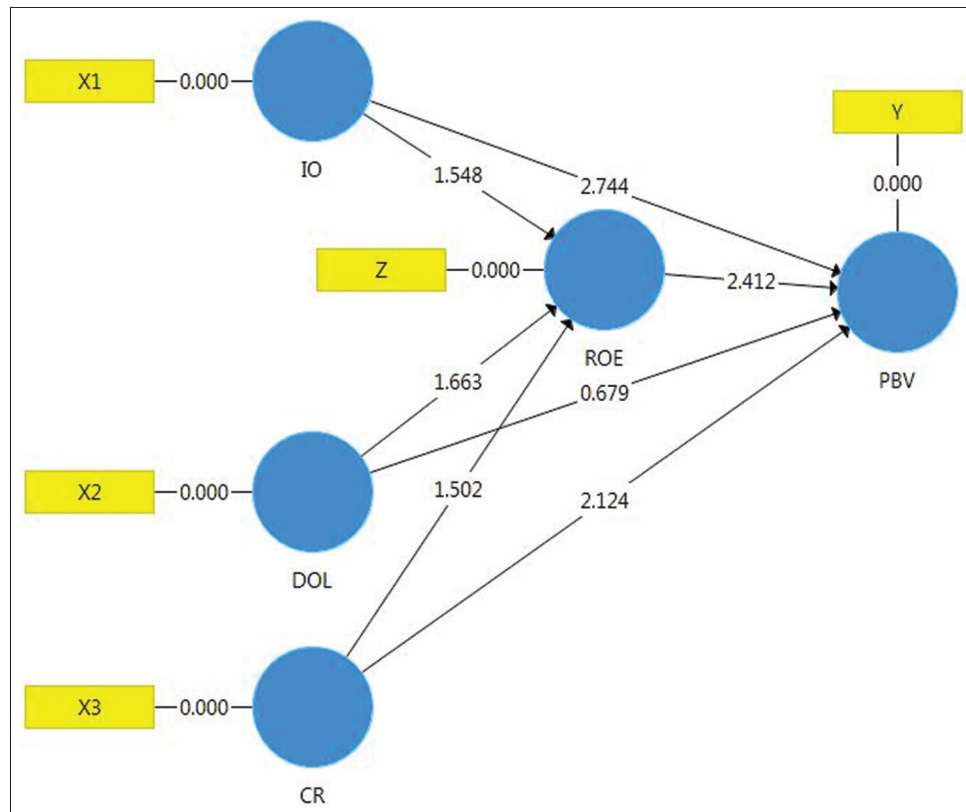 X1
0.000
IO
1.548
2.744
Y
0.000
Z
0.000
ROE
2.412
PBV
1.663
0.679
X2
0.000
DOL
1.502
2.124
X3
0.000
CR